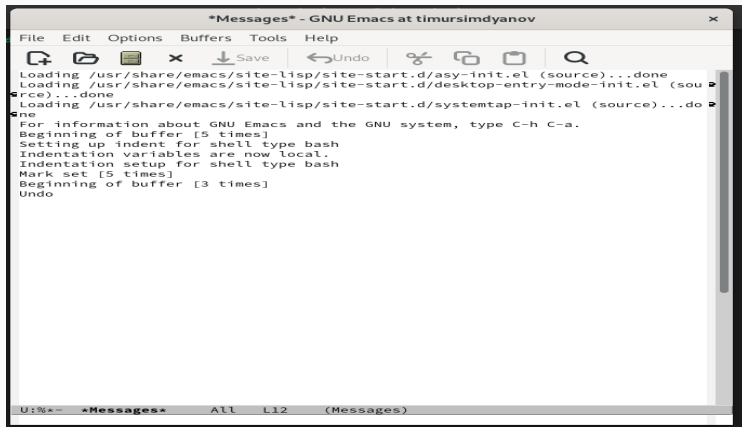 *Messages* - GNU Emacs at timursimdyanov
File Edit Options Buffers Tools Help
Save Undo
Loading /usr/share/emacs/site-lisp/site-start.d/asy-init.el (source)...done
Loading /usr/share/emacs/site-lisp/site-start.d/desktop-entry-mode-init.el (sou
rce)...done
Loading /usr/share/emacs/site-lisp/site-start.d/systemtap-init.el (source)...do
ne
For information about GNU Emacs and the GNU system, type C-h C-a.
Beginning of buffer [5 times]
Setting up indent for shell type bash
Indentation variables are now local.
Indentation setup for shell type bash
Mark set [5 times]
Beginning of buffer [3 times]
Undo
U:%*- *Messages* All L12 (Messages)